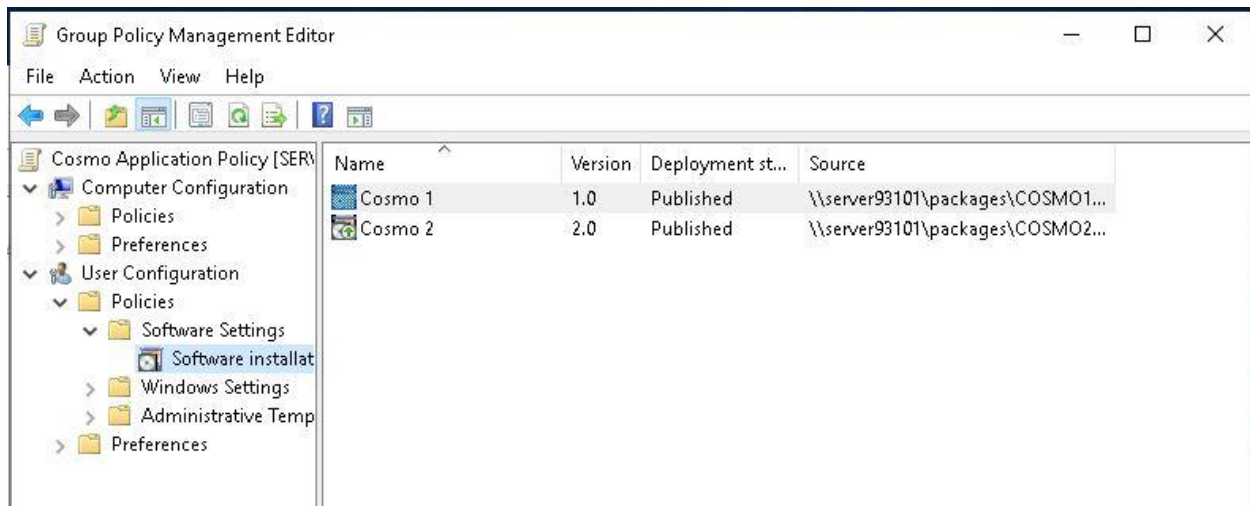 Group Policy Management Editor
File Action View Help
Cosmo Application Policy [SER\
Computer Configuration
Policies
Preferences
User Configuration
Policies
Software Settings
Software installat
Windows Settings
Administrative Temp
Preferences
Name Version Deployment st... Source
Cosmo 1 1.0 Published \\server93101\packages\COSMO1...
Cosmo 2 2.0 Published \\server93101\packages\COSMO2...